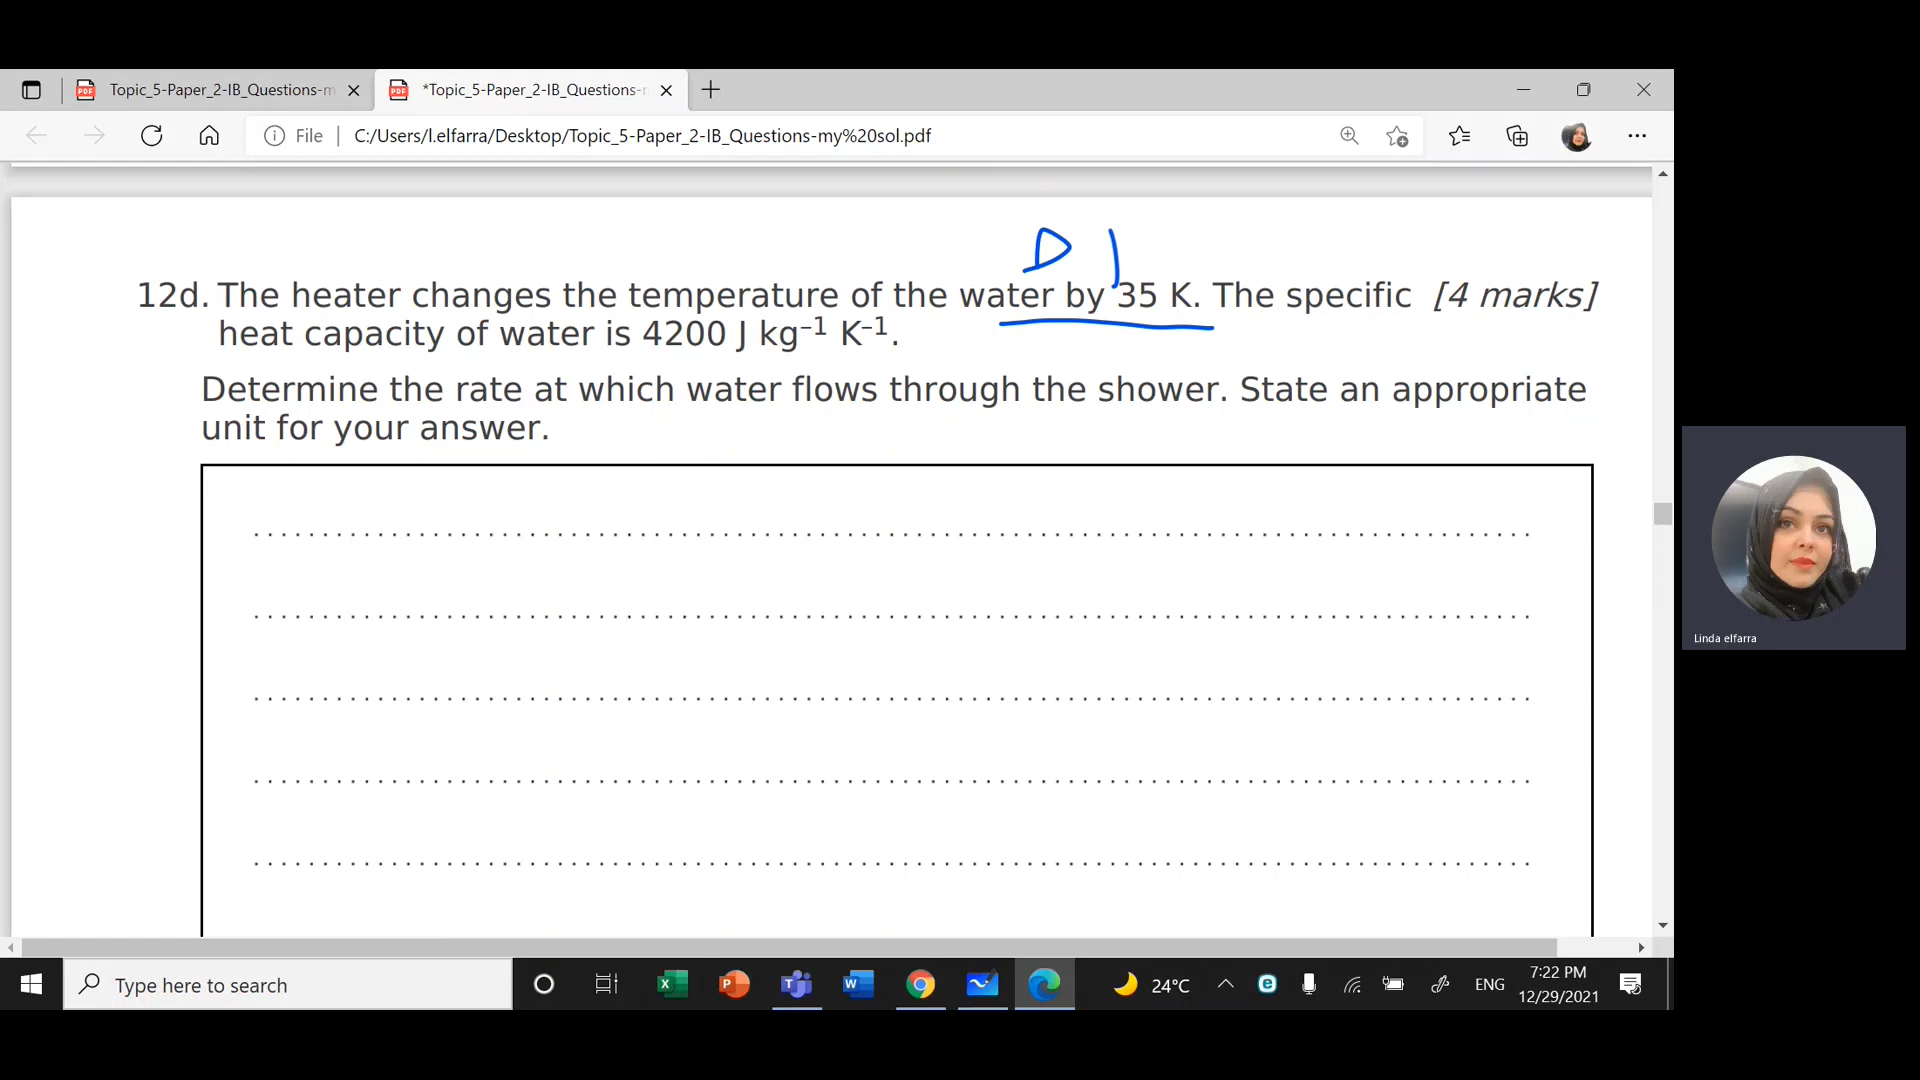 Topic_5-Paper_2-IB_Questions-m
*Topic_5-Paper_2-IB_Questions-
File
C:/Users/l.elfarra/Desktop/Topic_5-Paper_2-IB_Questions-my%20sol.pdf
12d. The heater changes the temperature of the water by 35 K. The specific [4 marks]
heat capacity of water is 4200 J kg⁻¹ K⁻¹.
Determine the rate at which water flows through the shower. State an appropriate
unit for your answer.
Linda elfarra
Type here to search
24°C
ENG
7:22 PM
12/29/2021